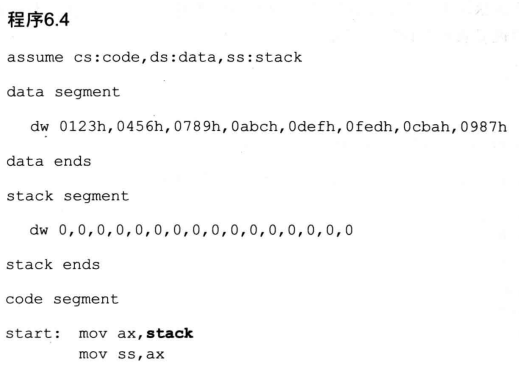 程序6.4
assume cs:code,ds:data,ss:stack
data segment
dw 0123h,0456h,0789h,0abch,0defh,0fedh,0cbah,0987h
data ends
stack segment
dw 0,0,0,0,0,0,0,0,0,0,0,0,0,0,0,0
stack ends
code segment
start: mov ax,stack
mov ss,ax